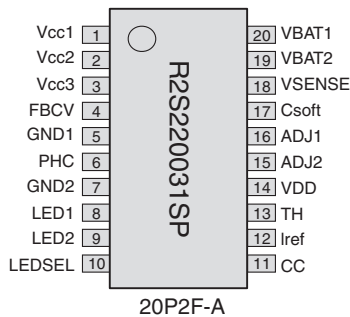 Vcc1 1
Vcc2 2
Vcc3 3
FBCV 4
GND1 5
PHC 6
GND2 7
LED1 8
LED2 9
LEDSEL 10
R2S220031SP
20 VBAT1
19 VBAT2
18 VSENSE
17 Csoft
16 ADJ1
15 ADJ2
14 VDD
13 TH
12 Iref
11 CC
20P2F-A